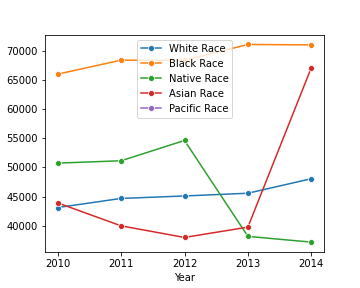 White Race
Black Race
Native Race
Asian Race
Pacific Race
70000
65000
60000
55000
50000
45000
40000
2010 2011 2012 2013 2014
Year